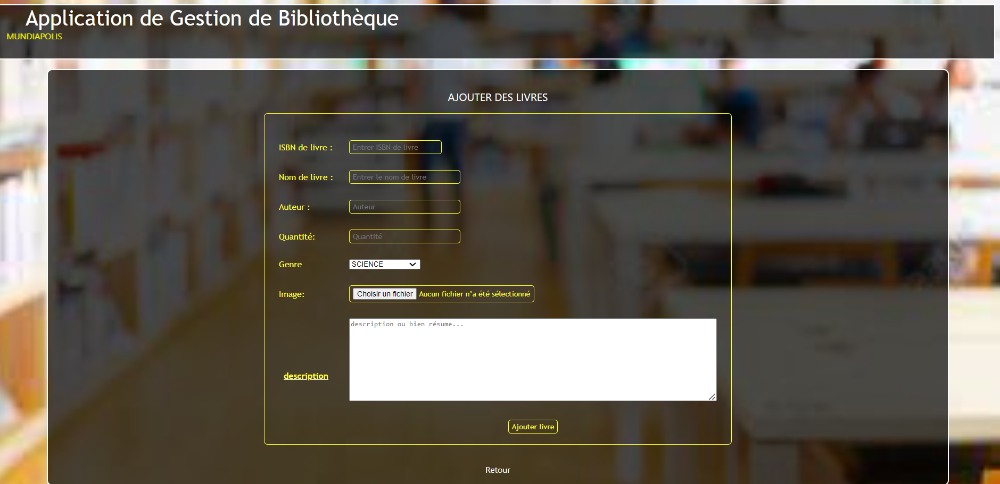 Application de Gestion de Bibliothèque
MUNDIAPOLIS
AJOUTER DES LIVRES
ISBN de livre : Entrer ISBN de livre
Nom de livre : Entrer le nom de livre
Auteur : Auteur
Quantité: Quantité
Genre SCIENCE
Image: Choisir un fichier Aucun fichier n’a été sélectionné
description ou bien résume...
description
Ajouter livre
Retour